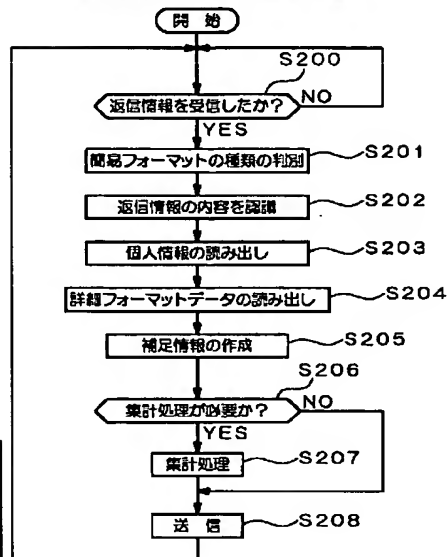 開始
S200
返信情報を受信したか?
NO
YES
簡易フォーマットの種類の判別
S201
返信情報の内容を認識
S202
個人情報の読み出し
S203
詳細フォーマットデータの読み出し
S204
補足情報の作成
S205
S206
集計処理が必要か?
NO
YES
集計処理
S207
送信
S208